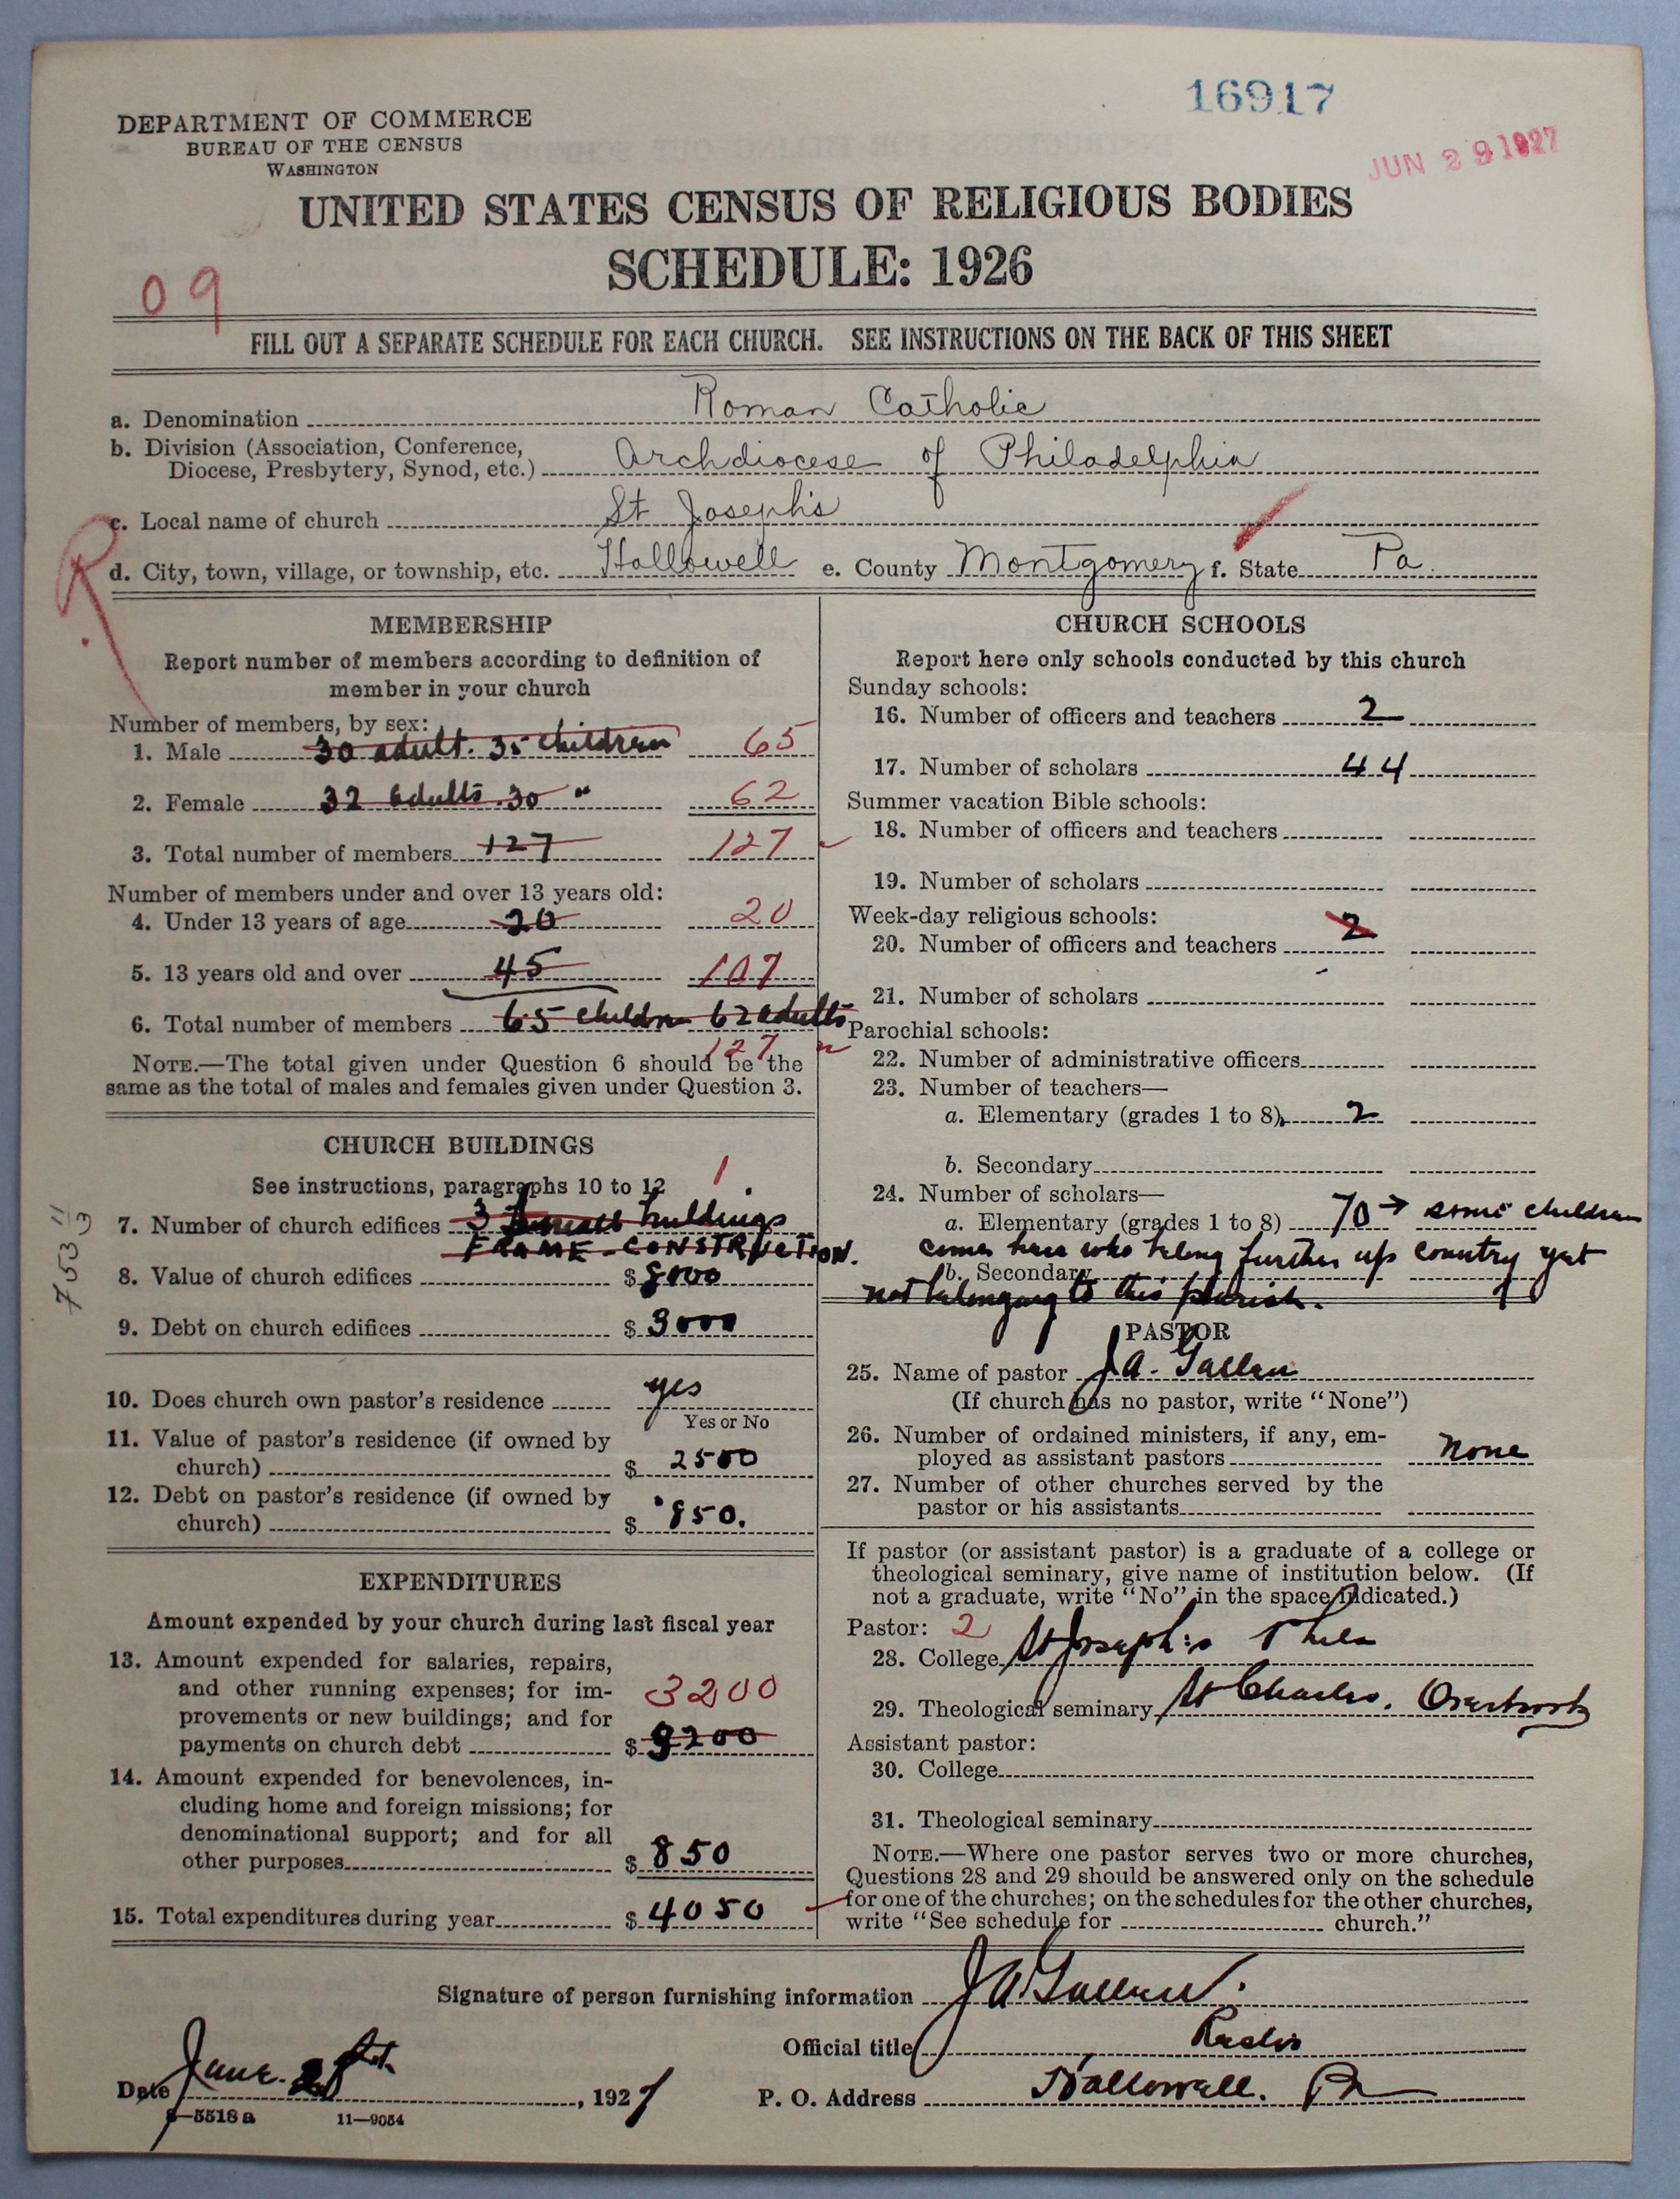 16917
JUN 29 1927
DEPARTMENT OF COMMERCE
BUREAU OF THE CENSUS
WASHINGTON
UNITED STATES CENSUS OF RELIGIOUS BODIES
SCHEDULE: 1926
09
FILL OUT A SEPARATE SCHEDULE FOR EACH CHURCH. SEE INSTRUCTIONS ON THE BACK OF THIS SHEET
a. Denomination Roman Catholic
b. Division (Association, Conference,
Diocese, Presbytery, Synod, etc.) Archdiocese of Philadelphia
c. Local name of church St Joseph's
R.
d. City, town, village, or township, etc. Hallowell e. County Montgomery f. State Pa.
MEMBERSHIP
Report number of members according to definition of
member in your church
Number of members, by sex:
1. Male 30 adult. 35 children 65
2. Female 32 adults. 30 " 62
3. Total number of members 127 127
Number of members under and over 13 years old:
4. Under 13 years of age 20 20
5. 13 years old and over 45 107
6. Total number of members 65 children 62 adults
127
NOTE.—The total given under Question 6 should be the
same as the total of males and females given under Question 3.
CHURCH BUILDINGS
See instructions, paragraphs 10 to 12 1
7. Number of church edifices 3 small buildings
FRAME-CONSTRUCTION.
8. Value of church edifices $ 8000
9. Debt on church edifices $ 3000
10. Does church own pastor's residence yes
Yes or No
11. Value of pastor's residence (if owned by
church) $ 2500
12. Debt on pastor's residence (if owned by
church) $ 850.
EXPENDITURES
Amount expended by your church during last fiscal year
13. Amount expended for salaries, repairs,
and other running expenses; for im- 3200
provements or new buildings; and for
payments on church debt $ 3200
14. Amount expended for benevolences, in-
cluding home and foreign missions; for
denominational support; and for all
other purposes $ 850
15. Total expenditures during year $ 4050
7053 11/3
CHURCH SCHOOLS
Report here only schools conducted by this church
Sunday schools:
16. Number of officers and teachers 2
17. Number of scholars 44
Summer vacation Bible schools:
18. Number of officers and teachers
19. Number of scholars
Week-day religious schools:
20. Number of officers and teachers 2
21. Number of scholars
Parochial schools:
22. Number of administrative officers
23. Number of teachers—
a. Elementary (grades 1 to 8) 2
b. Secondary
24. Number of scholars—
a. Elementary (grades 1 to 8) 70 → some children
comes here who belong further up country yet
b. Secondary
not belonging to this parish.
PASTOR
25. Name of pastor J A. Gallen
(If church has no pastor, write "None")
26. Number of ordained ministers, if any, em-
ployed as assistant pastors none
27. Number of other churches served by the
pastor or his assistants
If pastor (or assistant pastor) is a graduate of a college or
theological seminary, give name of institution below. (If
not a graduate, write "No" in the space indicated.)
Pastor: 2
28. College St Joseph's Phila
29. Theological seminary St Charles. Overbrook
Assistant pastor:
30. College
31. Theological seminary
NOTE.—Where one pastor serves two or more churches,
Questions 28 and 29 should be answered only on the schedule
for one of the churches; on the schedules for the other churches,
write "See schedule for church."
Signature of person furnishing information J A Gallen.
Official title Rector
Date June , 1927
P. O. Address Hallowell. Pa
8—5518 a 11—9054